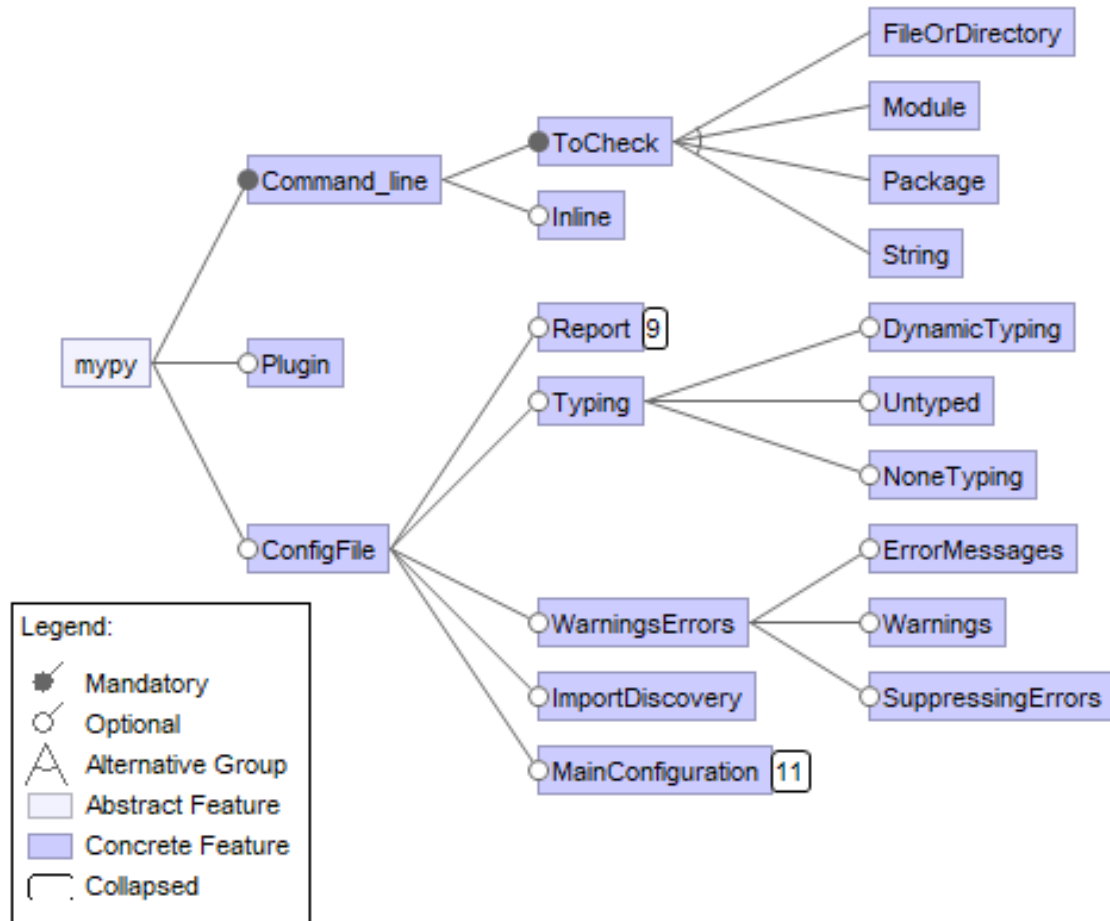 FileOrDirectory
Module
ToCheck
Command_line
Package
Inline
String
Report 9
DynamicTyping
mypy
Plugin
Typing
Untyped
NoneTyping
ConfigFile
ErrorMessages
WarningsErrors
Warnings
ImportDiscovery
SuppressingErrors
MainConfiguration 11
Legend:
Mandatory
Optional
Alternative Group
Abstract Feature
Concrete Feature
Collapsed